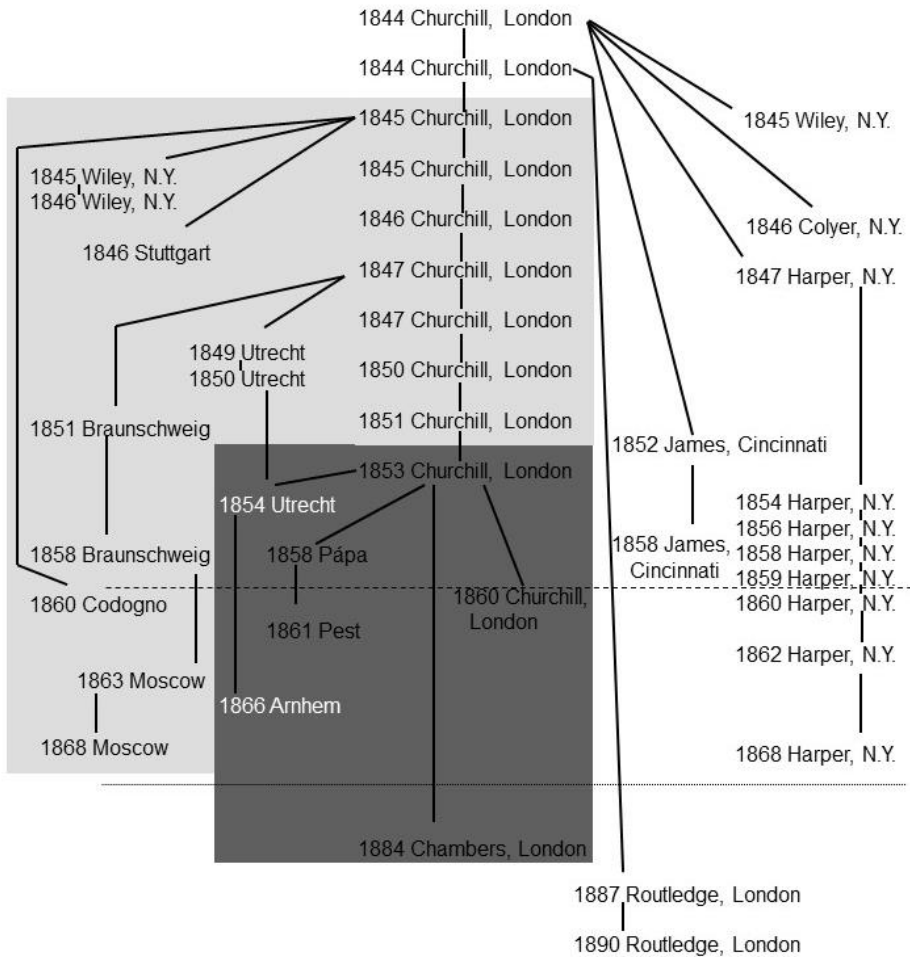 1844 Churchill, London
1844 Churchill, London
1845 Churchill, London
1845 Wiley, N.Y.
1845 Wiley, N.Y.
1846 Wiley, N.Y.
1845 Churchill, London
1846 Churchill, London
1846 Colyer, N.Y.
1846 Stuttgart
1847 Churchill, London
1847 Harper, N.Y.
1847 Churchill, London
1849 Utrecht
1850 Utrecht
1850 Churchill, London
1851 Churchill, London
1851 Braunschweig
1852 James, Cincinnati
1853 Churchill, London
1854 Utrecht
1854 Harper, N.Y.
1856 Harper, N.Y.
1858 Braunschweig
1858 Pápa
1858 James,
Cincinnati
1858 Harper, N.Y.
1859 Harper, N.Y.
1860 Codogno
1860 Churchill,
London
1860 Harper, N.Y.
1861 Pest
1862 Harper, N.Y.
1863 Moscow
1866 Arnhem
1868 Moscow
1868 Harper, N.Y.
1884 Chambers, London
1887 Routledge, London
1890 Routledge, London